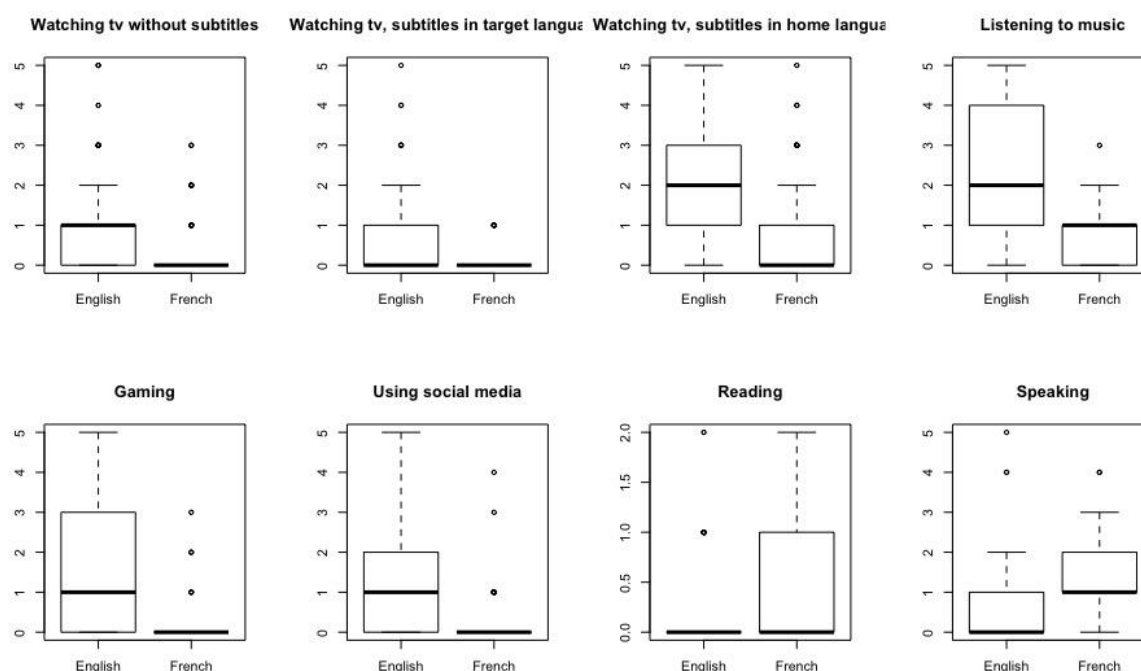 Watching tv without subtitles
Watching tv, subtitles in target langua
Watching tv, subtitles in home langua
Listening to music
5
4
3
2
1
0
English French
5
4
3
2
1
0
English French
5
4
3
2
1
0
English French
5
4
3
2
1
0
English French
Gaming
Using social media
Reading
Speaking
5
4
3
2
1
0
English French
5
4
3
2
1
0
English French
2.0
1.5
1.0
0.5
0.0
English French
5
4
3
2
1
0
English French